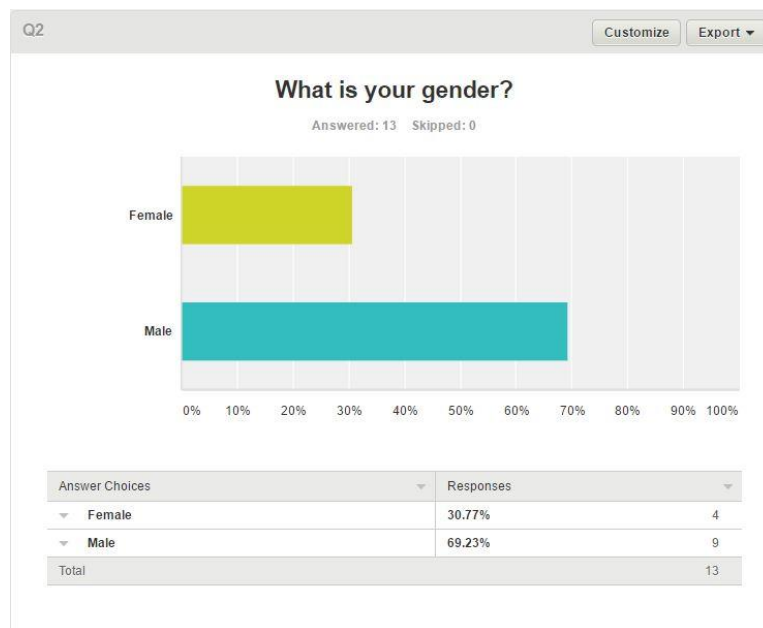 Q2
Customize Export
What is your gender?
Answered: 13 Skipped: 0
Female
Male
0% 10% 20% 30% 40% 50% 60% 70% 80% 90% 100%
Answer Choices Responses
Female 30.77% 4
Male 69.23% 9
Total 13